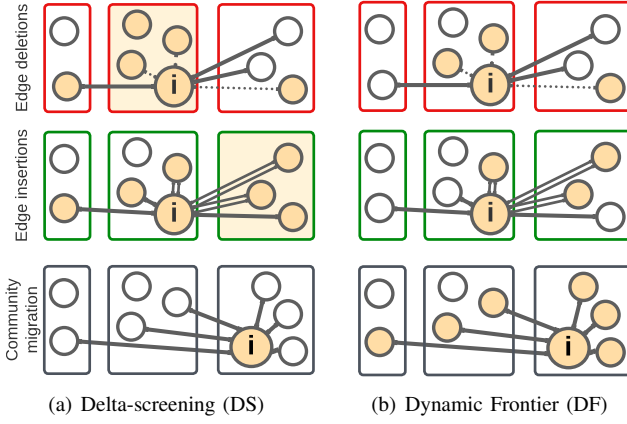 Edge deletions
i
i
Edge insertions
i
i
Community
migration
i
i
(a) Delta-screening (DS)
(b) Dynamic Frontier (DF)